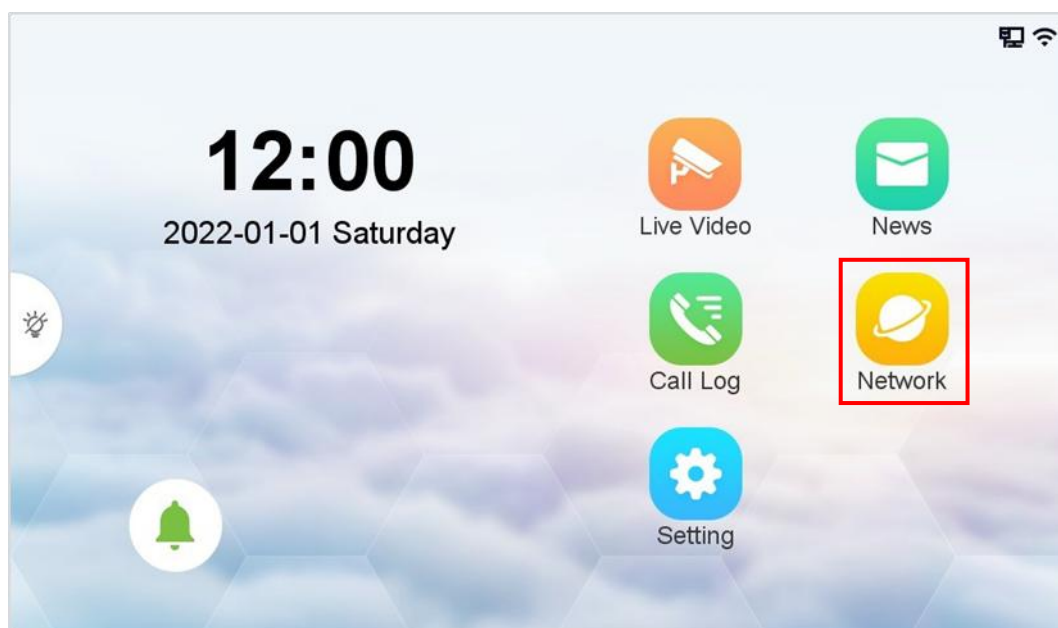 12:00
2022-01-01 Saturday
Live Video
News
Call Log
Network
Setting